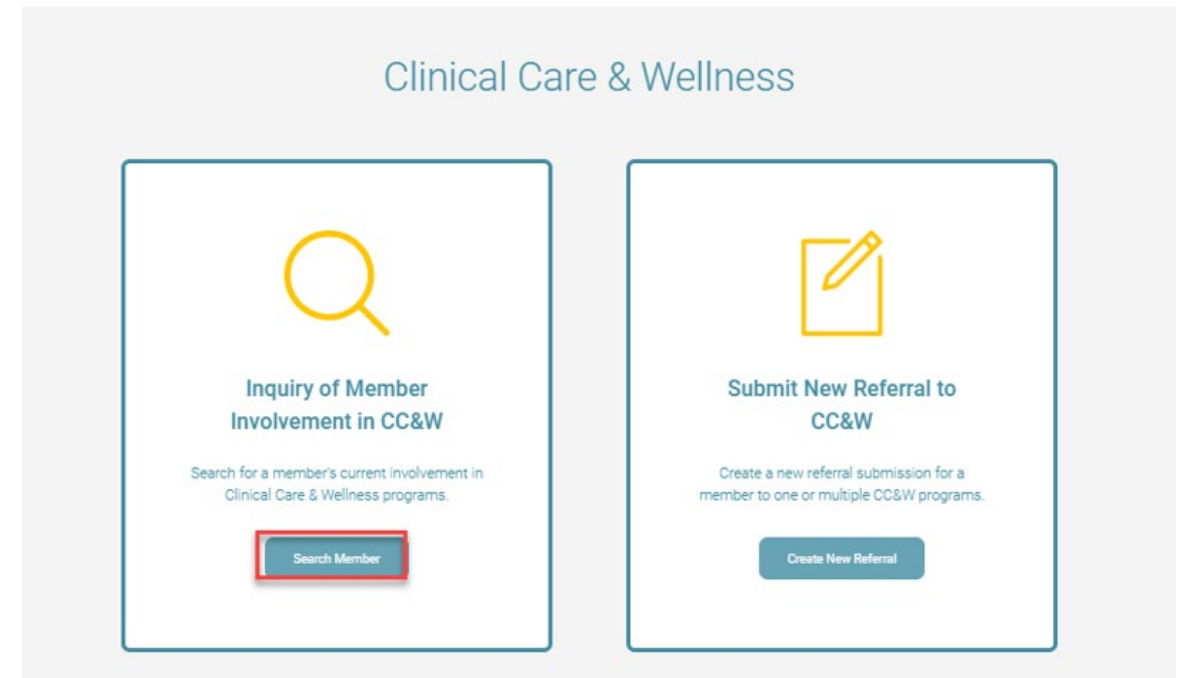 Clinical Care & Wellness
Inquiry of Member
Involvement in CC&W
Search for a member's current involvement in
Clinical Care & Wellness programs.
Search Member
Submit New Referral to
CC&W
Create a new referral submission for a
member to one or multiple CC&W programs.
Create New Referral